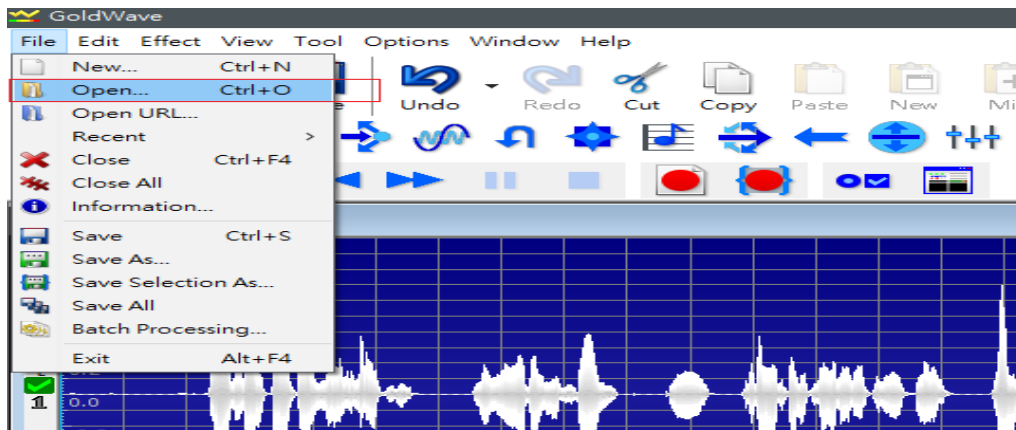 GoldWave
File Edit Effect View Tool Options Window Help
New... Ctrl+N
Open... Ctrl+O
Open URL...
Recent >
Close Ctrl+F4
Close All
Information...
Save Ctrl+S
Save As...
Save Selection As...
Save All
Batch Processing...
Exit Alt+F4
Undo Redo Cut Copy Paste New
0.0
1